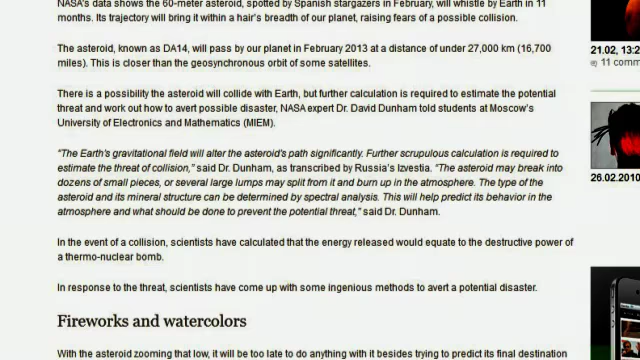 NASA's data shows the 60-meter asteroid, spotted by Spanish stargazers in February, will whistle by Earth in 11
months. Its trajectory will bring it within a hair's breadth of our planet, raising fears of a possible collision.
The asteroid, known as DA14, will pass by our planet in February 2013 at a distance of under 27,000 km (16,700
miles). This is closer than the geosynchronous orbit of some satellites.
There is a possibility the asteroid will collide with Earth, but further calculation is required to estimate the potential
threat and work out how to avert possible disaster, NASA expert Dr. David Dunham told students at Moscow's
University of Electronics and Mathematics (MIEM).
“The Earth's gravitational field will alter the asteroid's path significantly. Further scrupulous calculation is required to
estimate the threat of collision,” said Dr. Dunham, as transcribed by Russia's Izvestia. “The asteroid may break into
dozens of small pieces, or several large lumps may split from it and burn up in the atmosphere. The type of the
asteroid and its mineral structure can be determined by spectral analysis. This will help predict its behavior in the
atmosphere and what should be done to prevent the potential threat,” said Dr. Dunham.
In the event of a collision, scientists have calculated that the energy released would equate to the destructive power of
a thermo-nuclear bomb.
In response to the threat, scientists have come up with some ingenious methods to avert a potential disaster.
Fireworks and watercolors
With the asteroid zooming that low, it will be too late to do anything with it besides trying to predict its final destination
21.02, 13:2
11 comm
26.02.2010